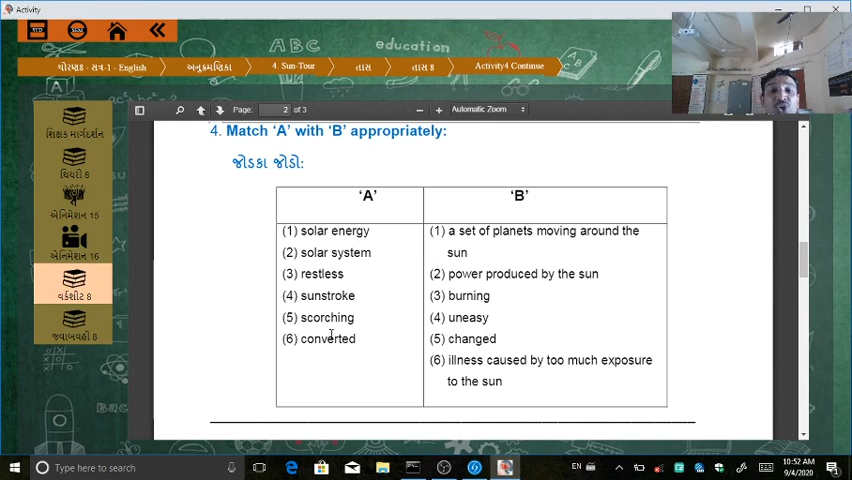 Activity
ABC
education
ધોરણ8 - સત્ર-1 - English
અનુક્રમણિકા
4. Sun-Tour
તાસ
તાસ 8
Activity4 Continue
શિક્ષક માર્ગદર્શન
થિયરી 8
એનિમેશન 15
એનિમેશન 16
વર્કશીટ 8
જવાબવહી 8
Page: 2 of 3
Automatic Zoom
4. Match ‘A’ with ‘B’ appropriately:
જોડકા જોડો:
‘A’
‘B’
(1) solar energy
(2) solar system
(3) restless
(4) sunstroke
(5) scorching
(6) converted
(1) a set of planets moving around the
sun
(2) power produced by the sun
(3) burning
(4) uneasy
(5) changed
(6) illness caused by too much exposure
to the sun
Type here to search
EN
10:52 AM
9/4/2020